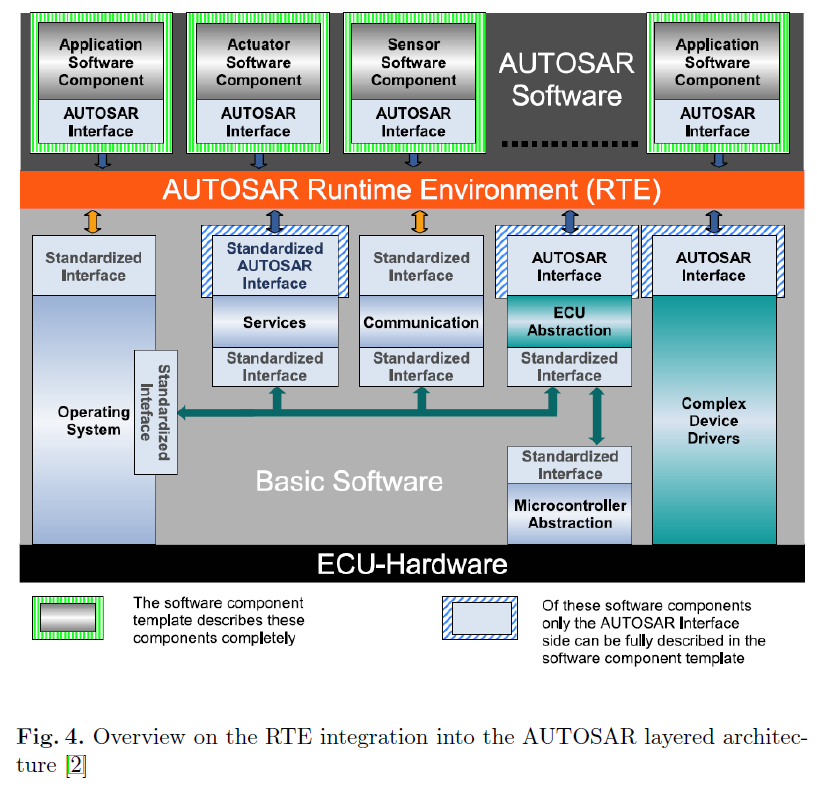 Application
Software
Component
AUTOSAR
Interface
Actuator
Software
Component
AUTOSAR
Interface
Sensor
Software
Component
AUTOSAR
Interface
AUTOSAR
Software
Application
Software
Component
AUTOSAR
Interface
AUTOSAR Runtime Environment (RTE)
Standardized
Interface
Operating
System
Standardized
Interface
Standardized
AUTOSAR
Interface
Services
Standardized
Interface
Standardized
Interface
Communication
Standardized
Interface
AUTOSAR
Interface
ECU
Abstraction
Standardized
Interface
Standardized
Interface
Microcontroller
Abstraction
AUTOSAR
Interface
Complex
Device
Drivers
Basic Software
ECU-Hardware
The software component
template describes these
components completely
Of these software components
only the AUTOSAR Interface
side can be fully described in the
software component template
Fig. 4. Overview on the RTE integration into the AUTOSAR layered architec-
ture [2]